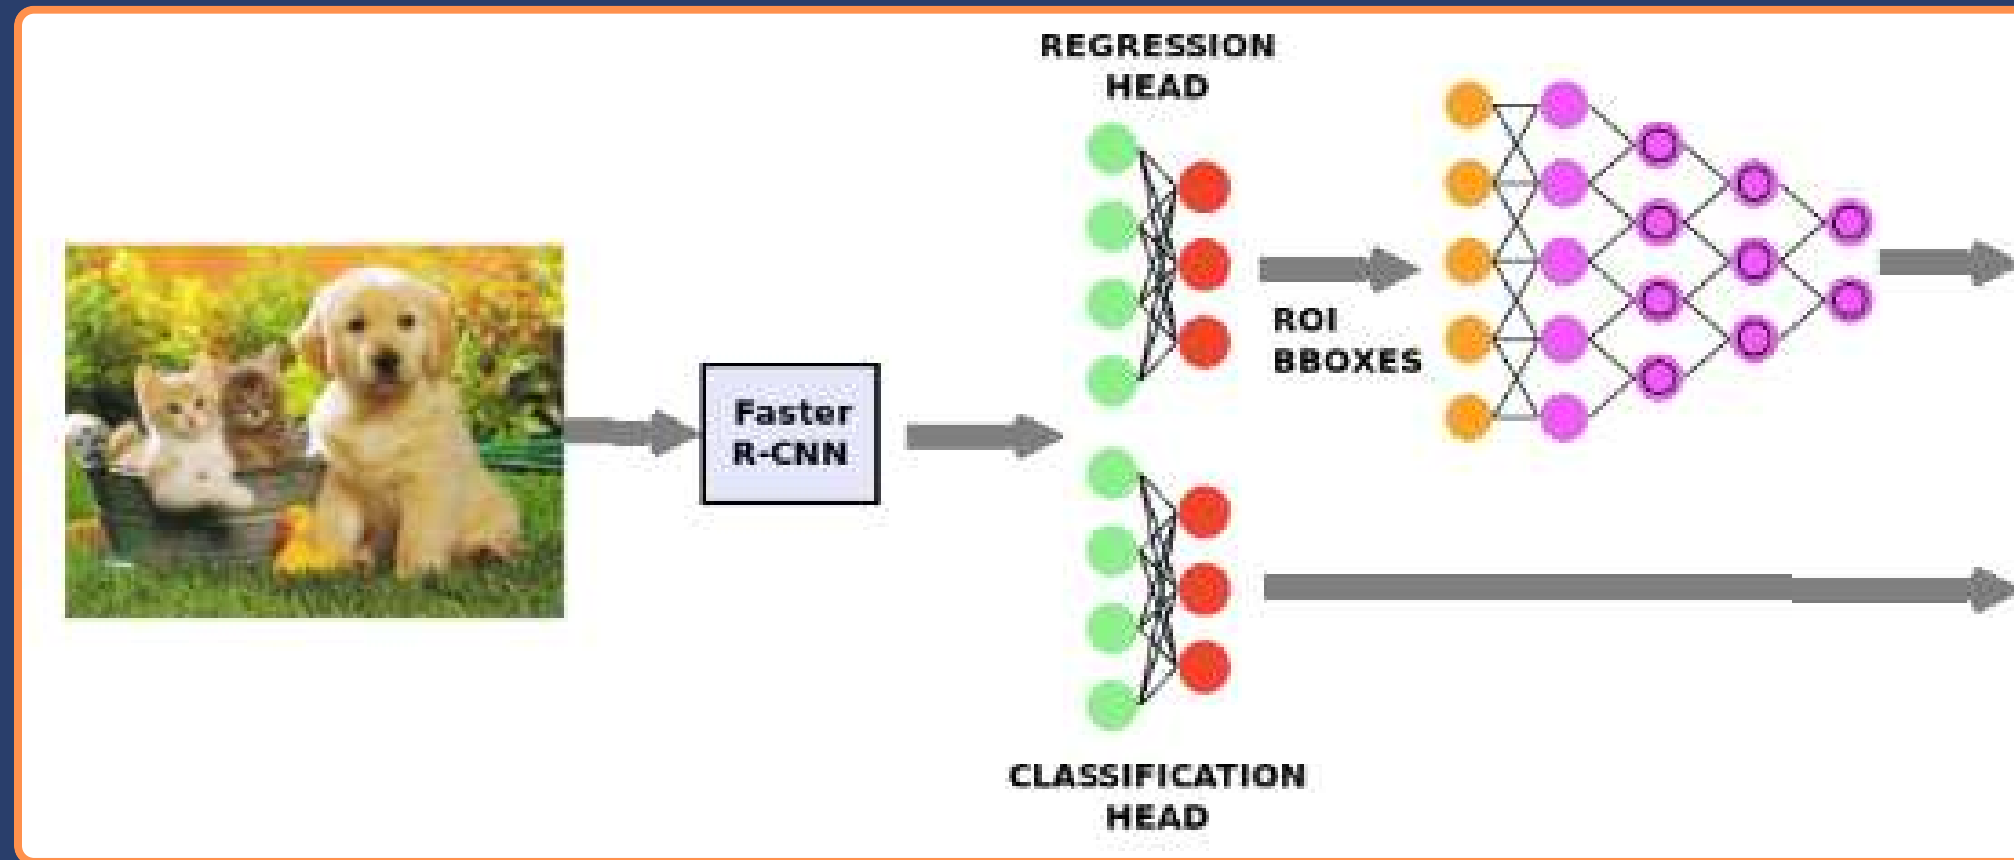 REGRESSION
HEAD
Faster
R-CNN
ROI
BBOXES
CLASSIFICATION
HEAD